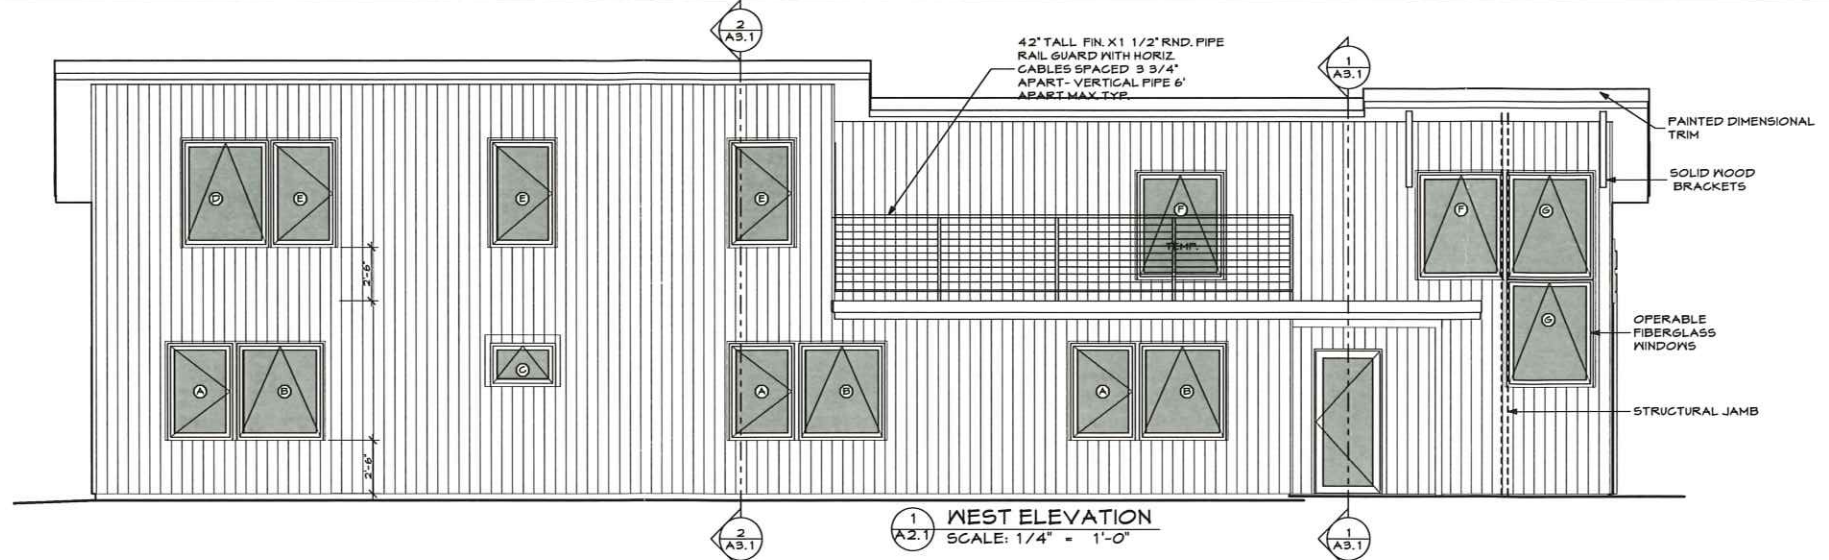 2
A3.1
42" TALL FIN. X 1 1/2" RND. PIPE
RAIL GUARD WITH HORIZ
CABLES SPACED 3 3/4"
APART- VERTICAL PIPE 6'
APART MAX. TYP.
1
A3.1
PAINTED DIMENSIONAL
TRIM
SOLID WOOD
BRACKETS
D
E
E
E
F
TEMP.
F
G
2'-6"
G
OPERABLE
FIBERGLASS
WINDOWS
A
B
C
A
B
A
B
STRUCTURAL JAMB
2'-6"
2
A3.1
1
A2.1
WEST ELEVATION
SCALE: 1/4" = 1'-0"
1
A3.1